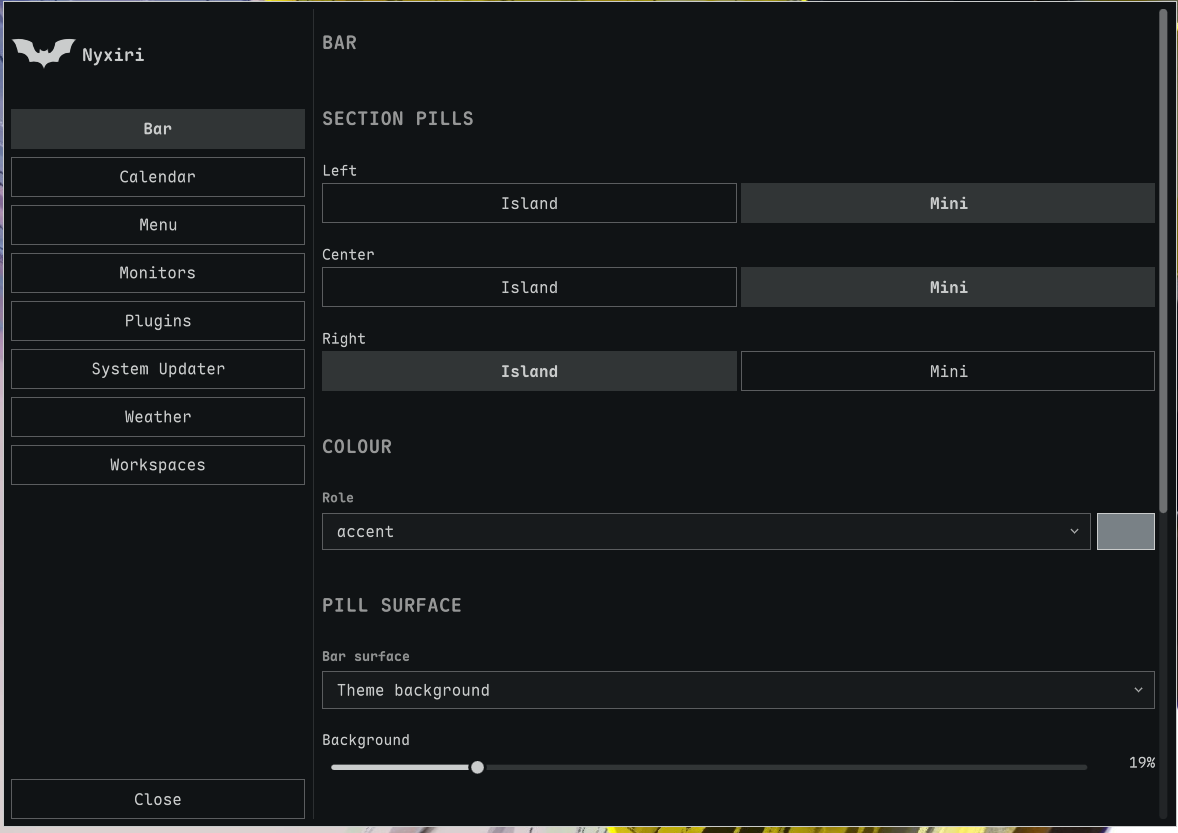 Nyxiri
Bar
Calendar
Menu
Monitors
Plugins
System Updater
Weather
Workspaces
Close
BAR
SECTION PILLS
Left
Island Mini
Center
Island Mini
Right
Island Mini
COLOUR
Role
accent
PILL SURFACE
Bar surface
Theme background
Background
19%